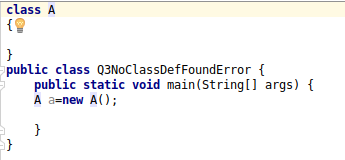 class A
{
}
public class Q3NoClassDefFoundError {
public static void main(String[] args) {
A a=new A();
}
}